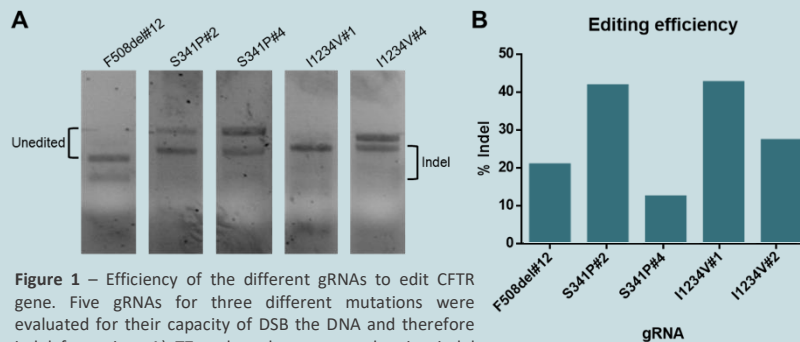 A
F508del#12
S341P#2
S341P#4
I1234V#1
I1234V#4
Unedited
Indel
Figure 1 – Efficiency of the different gRNAs to edit CFTR
gene. Five gRNAs for three different mutations were
evaluated for their capacity of DSB the DNA and therefore
B
Editing efficiency
% Indel
50
40
30
20
10
0
F508del#12
S341P#2
S341P#4
I1234V#1
I1234V#2
gRNA